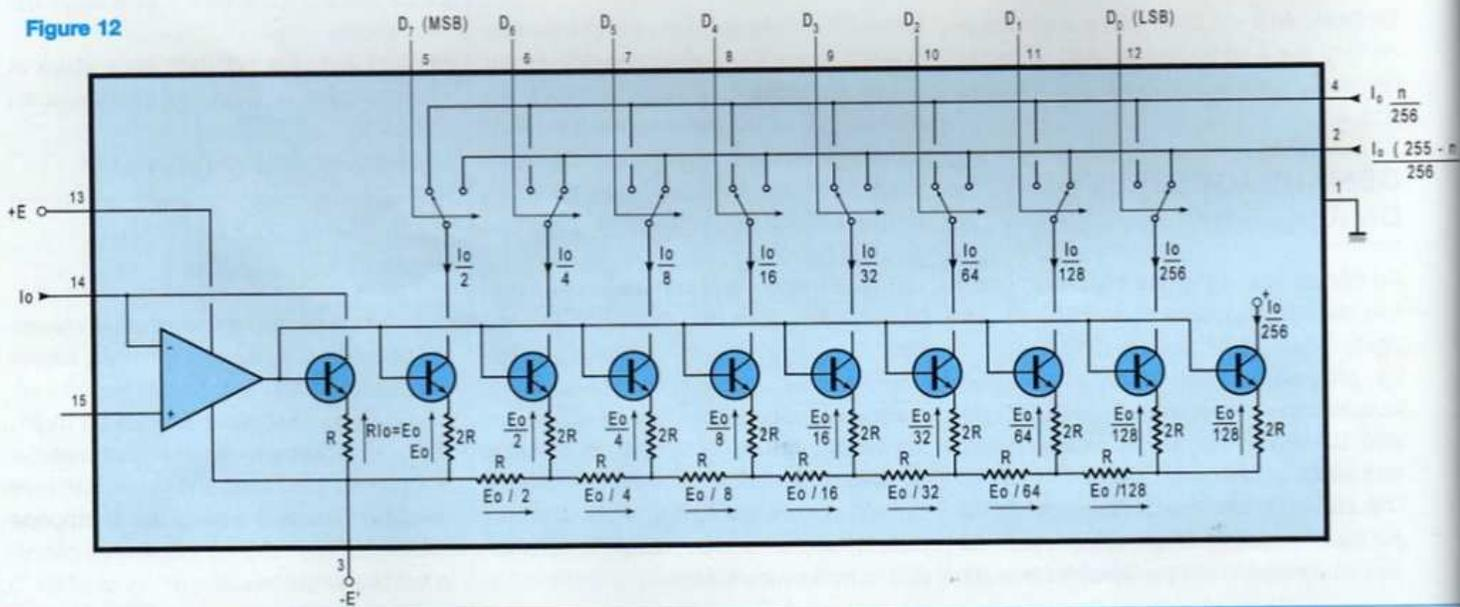 Figure 12
D7 (MSB) D6 D5 D4 D3 D2 D1 D0 (LSB)
5 6 7 8 9 10 11 12
4 Io n/256
2 Io (255 - n
256
1
13
+E
Io/2 Io/4 Io/8 Io/16 Io/32 Io/64 Io/128 Io/256
14
Io
+
Io/256
-
+
15
R RIo=Eo Eo 2R Eo/2 2R Eo/4 2R Eo/8 2R Eo/16 2R Eo/32 2R Eo/64 2R Eo/128 2R Eo/128 2R
R R R R R R R
Eo / 2 Eo / 4 Eo / 8 Eo / 16 Eo / 32 Eo / 64 Eo /128
3
-E'